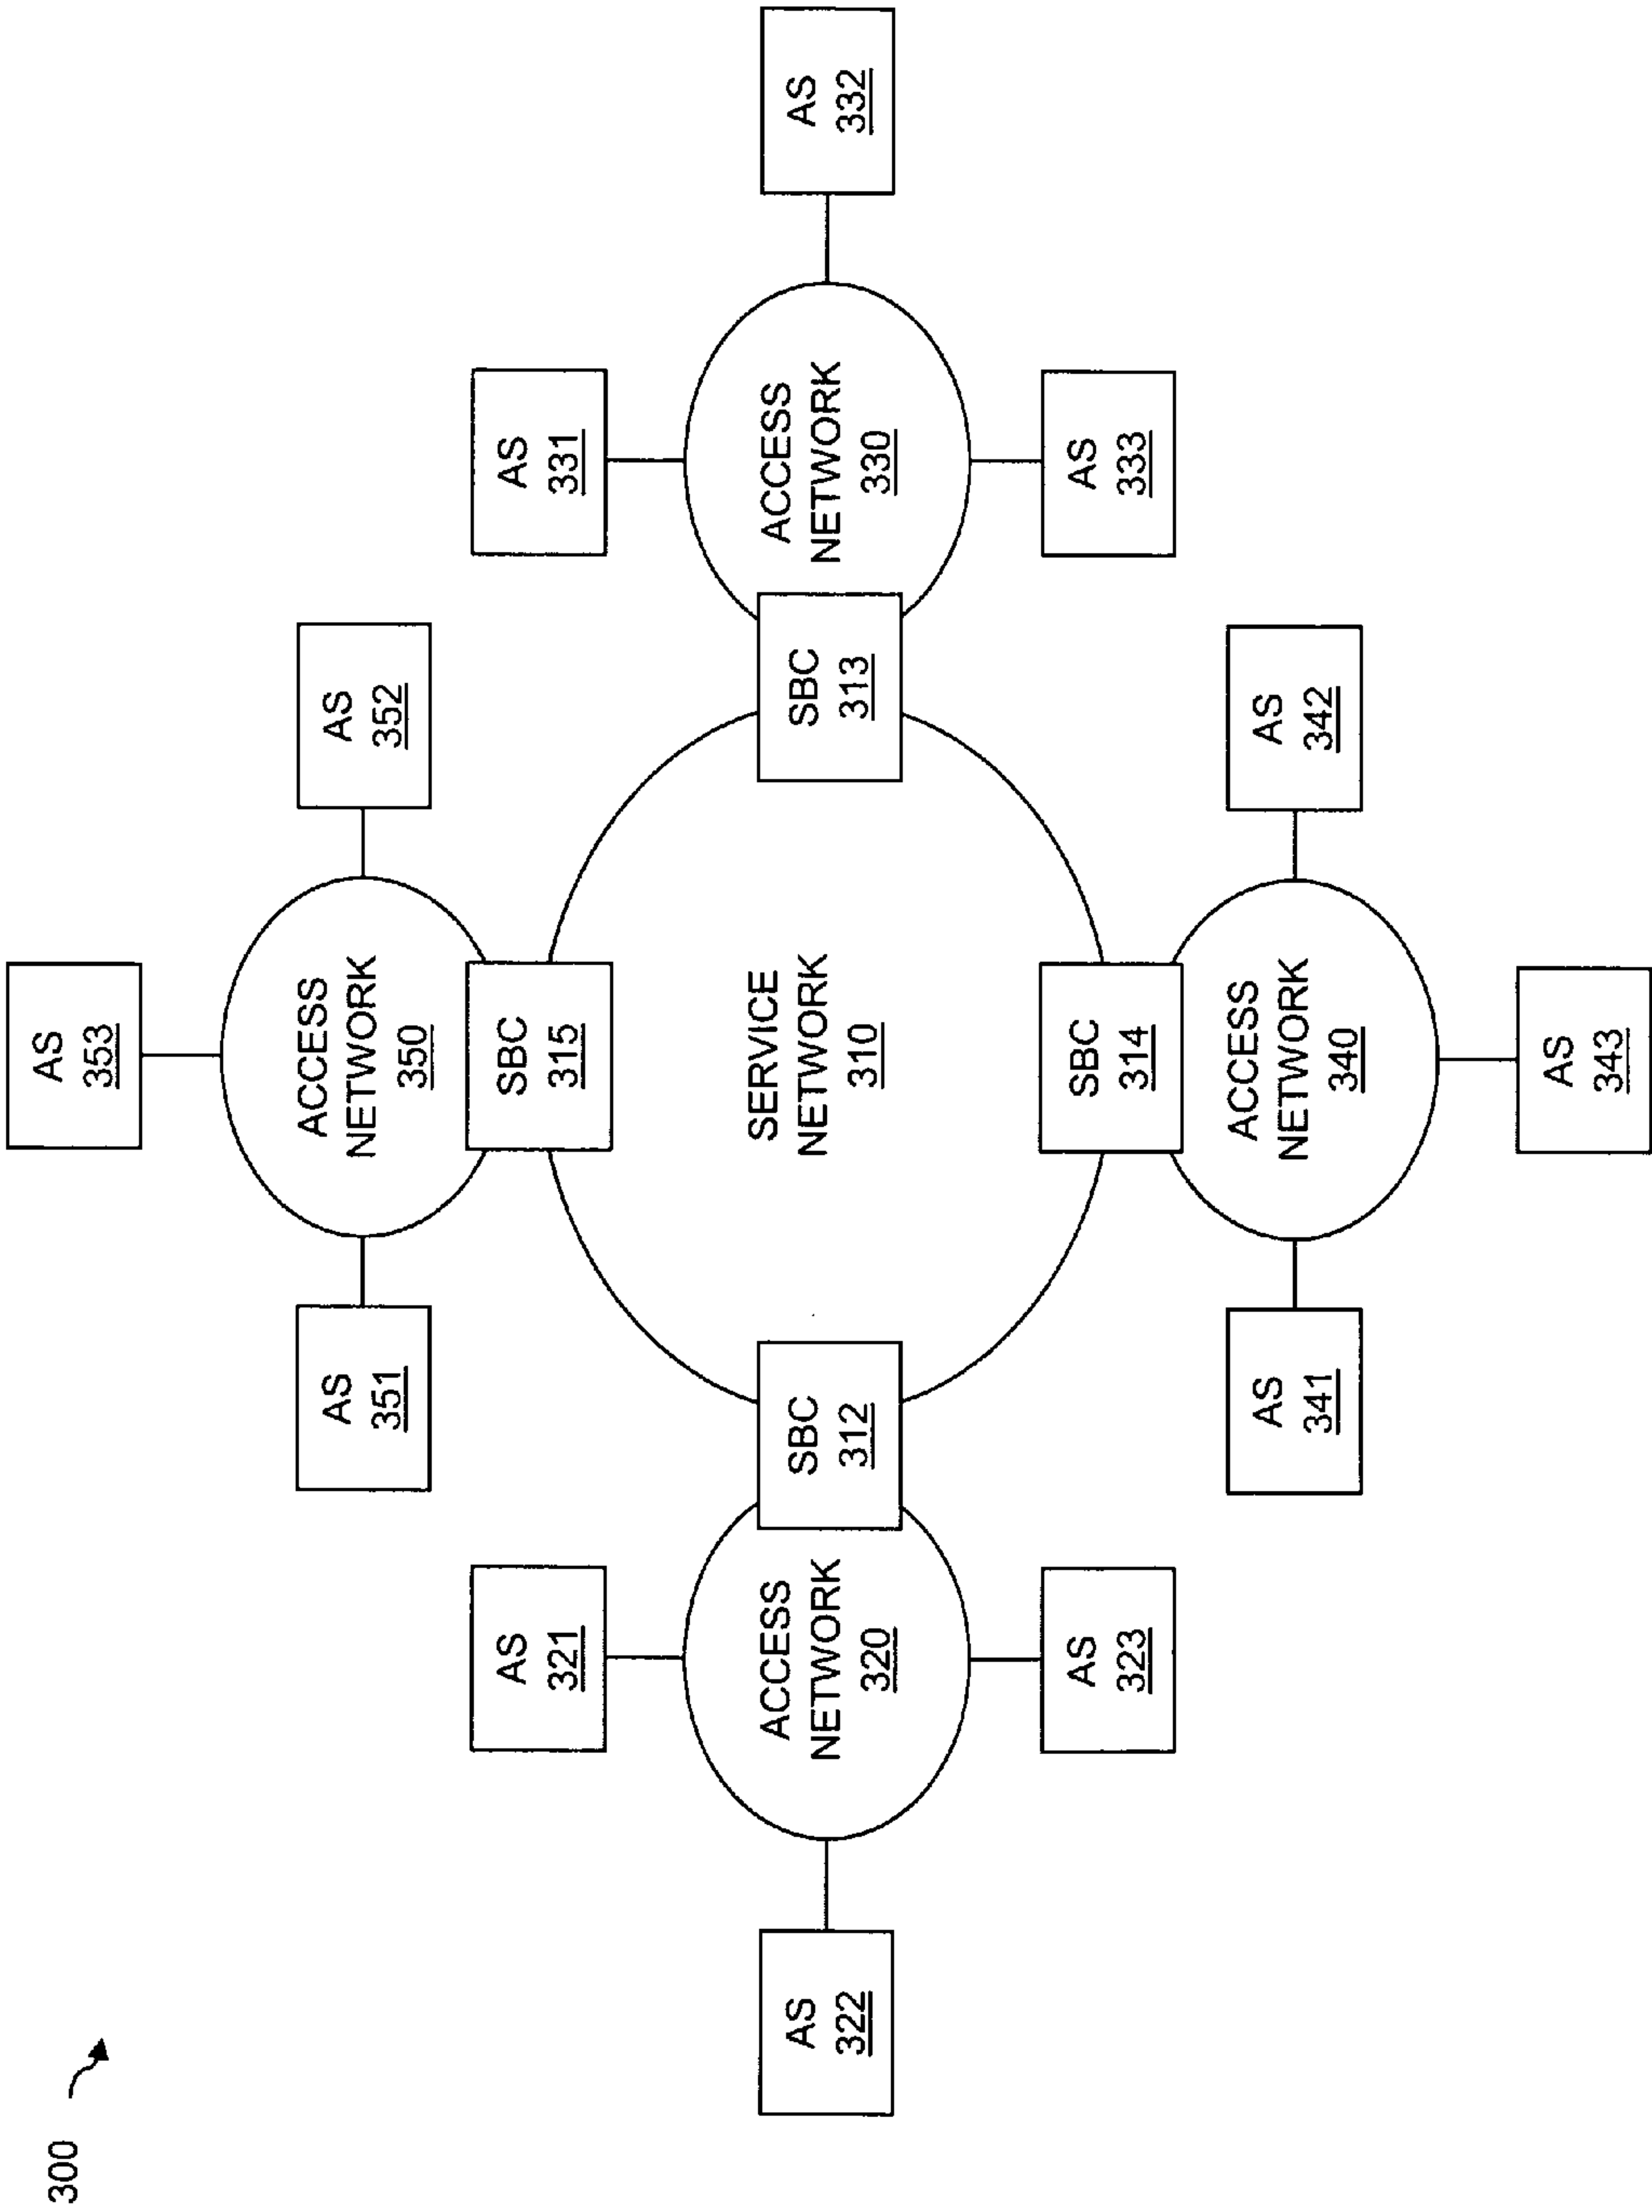 300
AS
353
ACCESS
NETWORK
350
AS
351
AS
352
SBC
315
AS
321
AS
331
AS
322
ACCESS
NETWORK
320
SBC
312
SERVICE
NETWORK
310
SBC
313
ACCESS
NETWORK
330
AS
332
AS
323
AS
333
SBC
314
AS
341
ACCESS
NETWORK
340
AS
342
AS
343